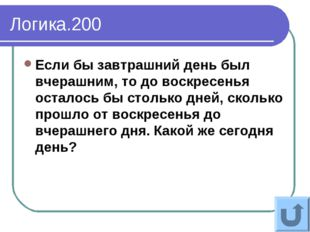 Логика.200
Если бы завтрашний день был
вчерашним, то до воскресенья
осталось бы столько дней, сколько
прошло от воскресенья до
вчерашнего дня. Какой же сегодня
день?